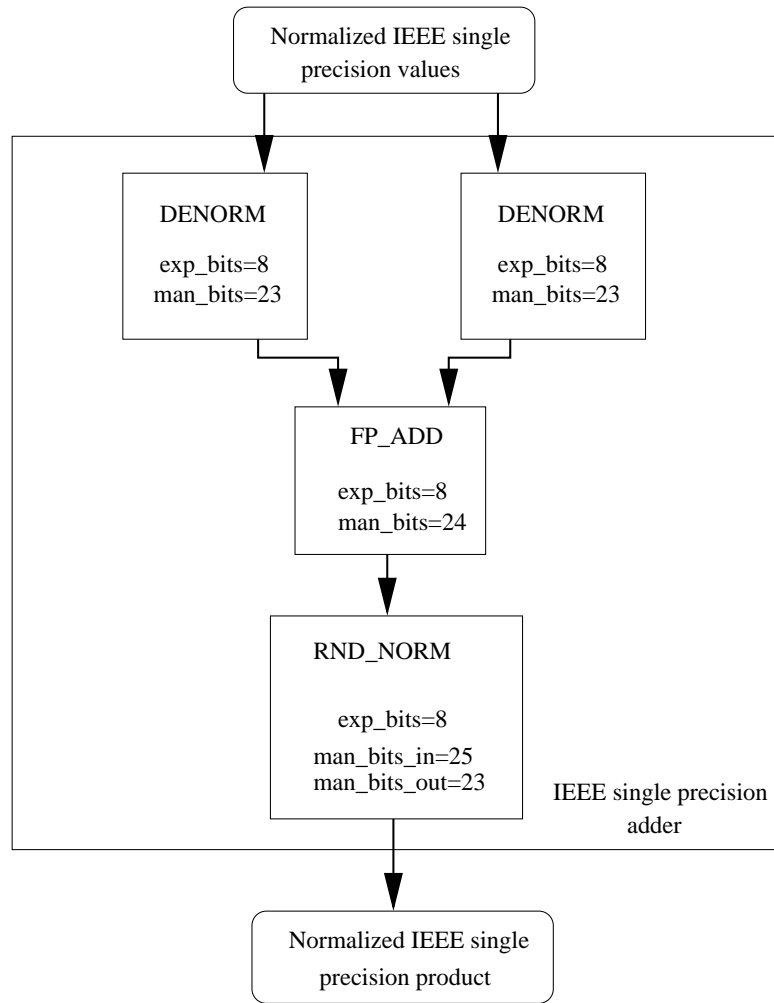 Normalized IEEE single
precision values
DENORM
exp_bits=8
man_bits=23
DENORM
exp_bits=8
man_bits=23
FP_ADD
exp_bits=8
man_bits=24
RND_NORM
exp_bits=8
man_bits_in=25
man_bits_out=23
IEEE single precision
adder
Normalized IEEE single
precision product